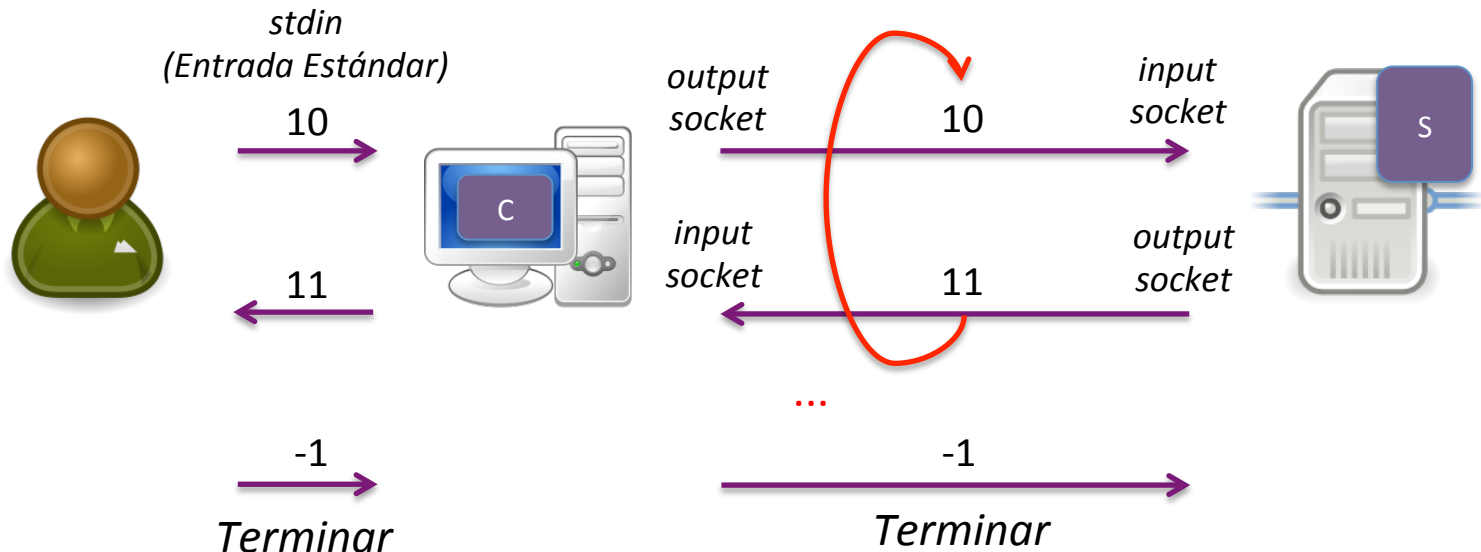 stdin
(Entrada Estándar)
10
output
socket
10
input
socket
S
C
11
input
socket
11
output
socket
...
-1
-1
Terminar
Terminar